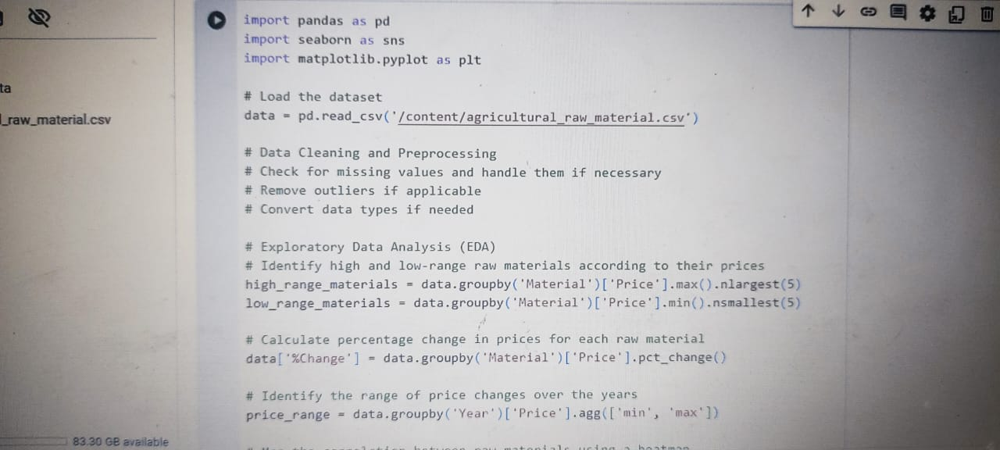 import pandas as pd
import seaborn as sns
import matplotlib.pyplot as plt
# Load the dataset
data = pd.read_csv('/content/agricultural_raw_material.csv')
# Data Cleaning and Preprocessing
# Check for missing values and handle them if necessary
# Remove outliers if applicable
# Convert data types if needed
# Exploratory Data Analysis (EDA)
# Identify high and low-range raw materials according to their prices
high_range_materials = data.groupby('Material')['Price'].max().nlargest(5)
low_range_materials = data.groupby('Material')['Price'].min().nsmallest(5)
# Calculate percentage change in prices for each raw material
data['%Change'] = data.groupby('Material')['Price'].pct_change()
# Identify the range of price changes over the years
price_range = data.groupby('Year')['Price'].agg(['min', 'max'])
ta
l_raw_material.csv
83.30 GB available